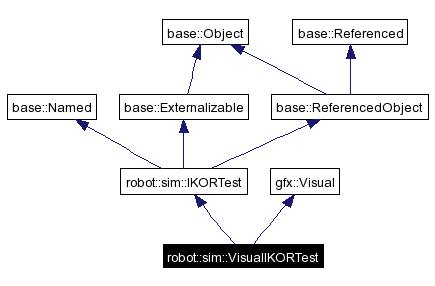 base::Object
base::Referenced
base::Named
base::Externalizable
base::ReferencedObject
robot::sim::IKORTest
gfx::Visual
robot::sim::VisualIKORTest